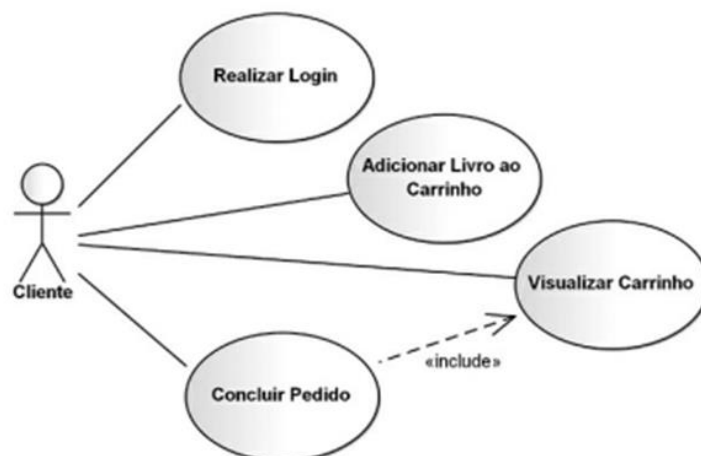 Realizar Login
Adicionar Livro ao
Carrinho
Visualizar Carrinho
Cliente
«include»
Concluir Pedido